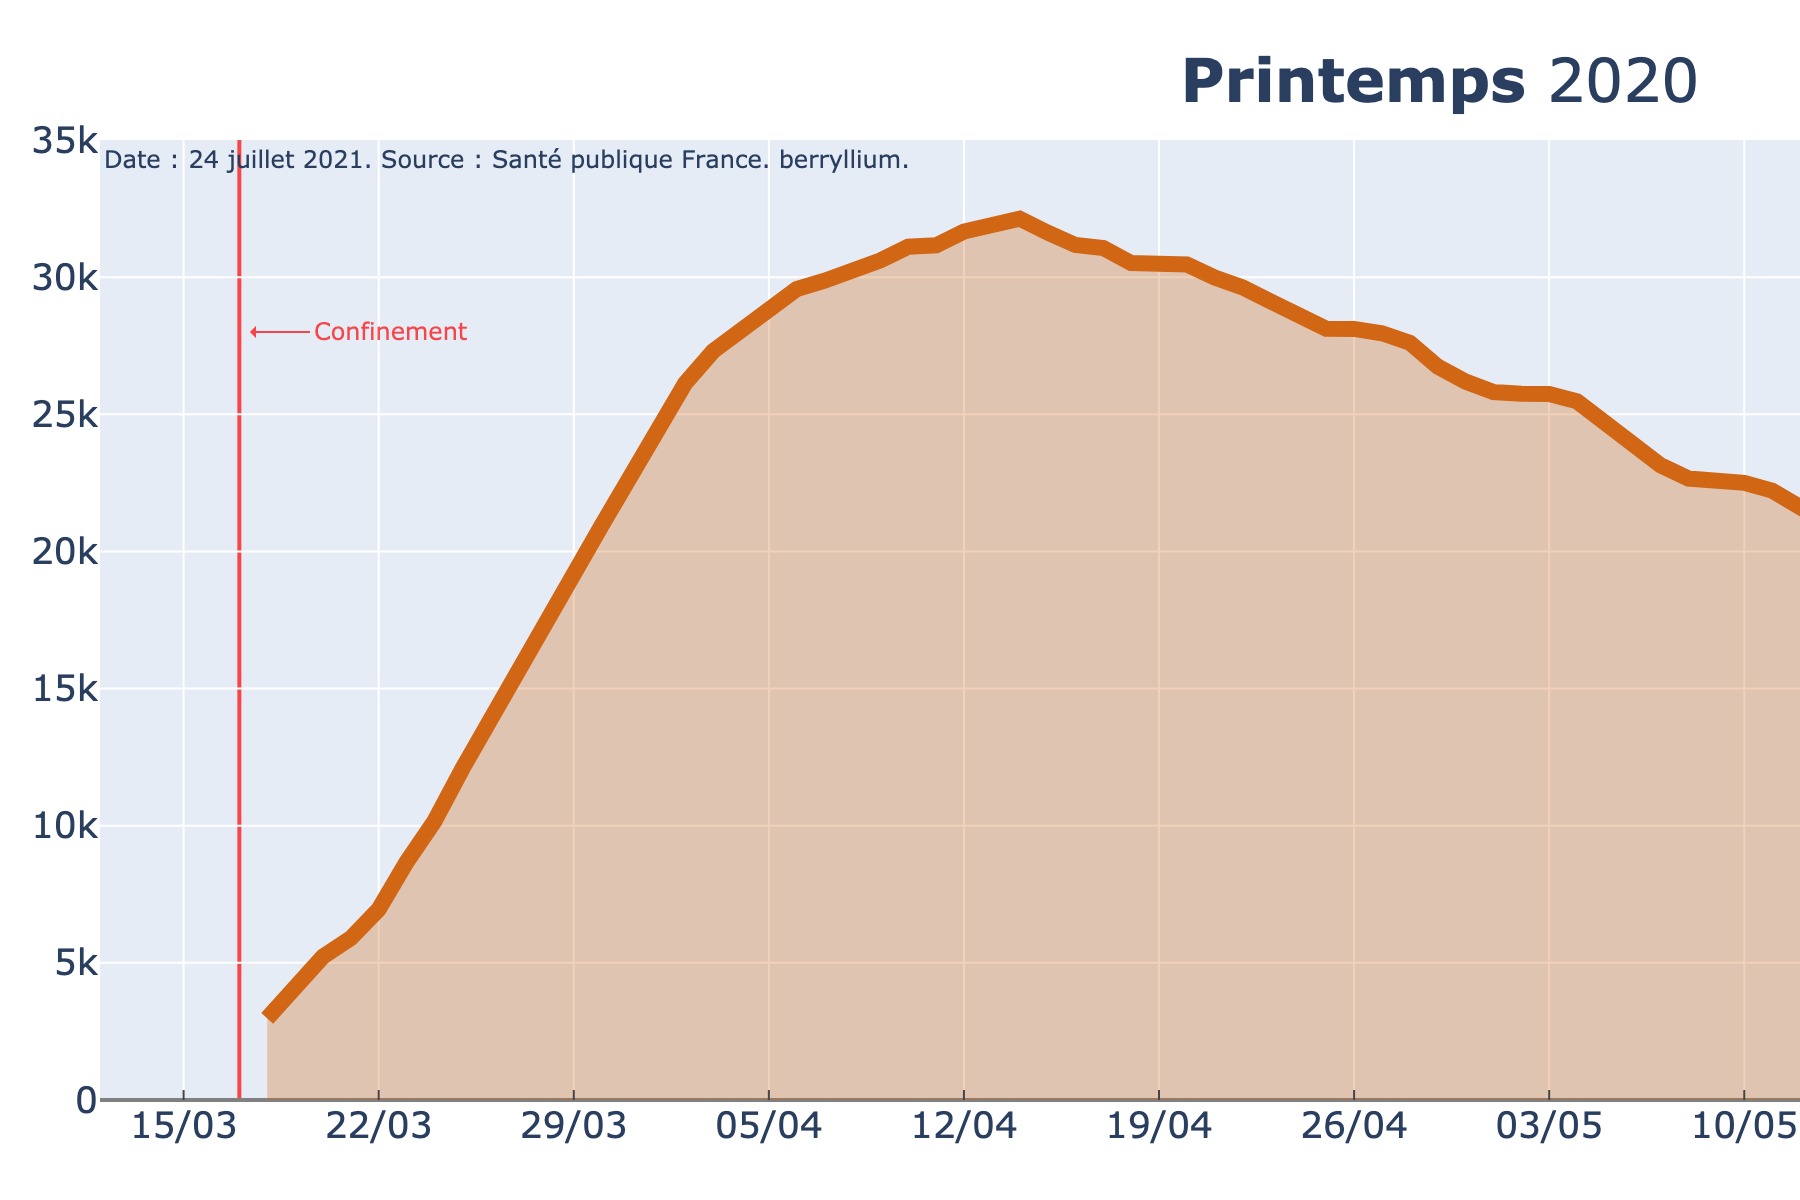 Printemps 2020
35k
Date : 24 juillet 2021. Source : Santé publique France. berryllium.
30k
Confinement
25k
20k
15k
10k
5k
0
15/03 22/03 29/03 05/04 12/04 19/04 26/04 03/05 10/05